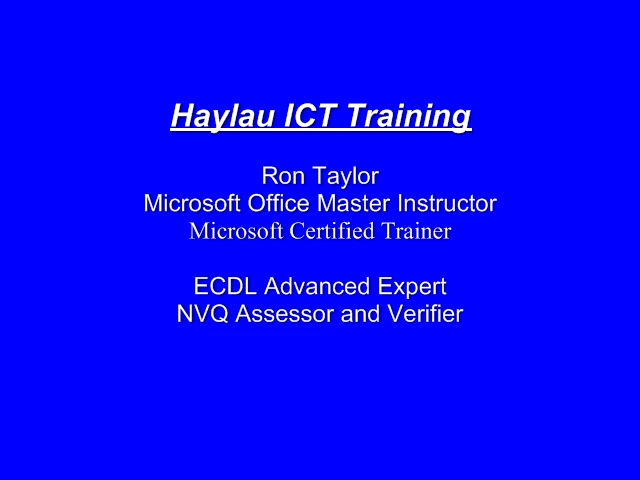 Haylau ICT Training
Ron Taylor
Microsoft Office Master Instructor
Microsoft Certified Trainer
ECDL Advanced Expert
NVQ Assessor and Verifier